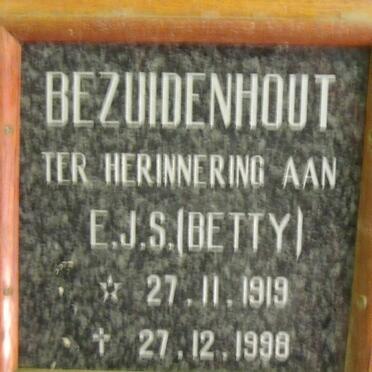 BEZUIDENHOUT
TER HERINNERING AAN
E.J.S.(BETTY)
☆ 27.11.1919
✝ 27.12.1998